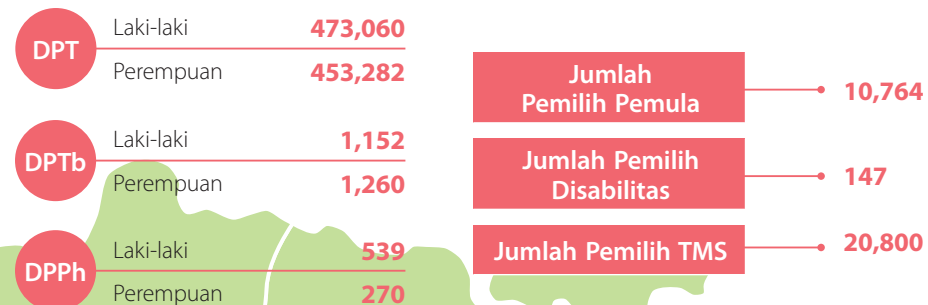 DPT
Laki-laki 473,060
Perempuan 453,282
DPTb
Laki-laki 1,152
Perempuan 1,260
DPPh
Laki-laki 539
Perempuan 270
Jumlah
Pemilih Pemula
10,764
Jumlah Pemilih
Disabilitas
147
Jumlah Pemilih TMS 20,800